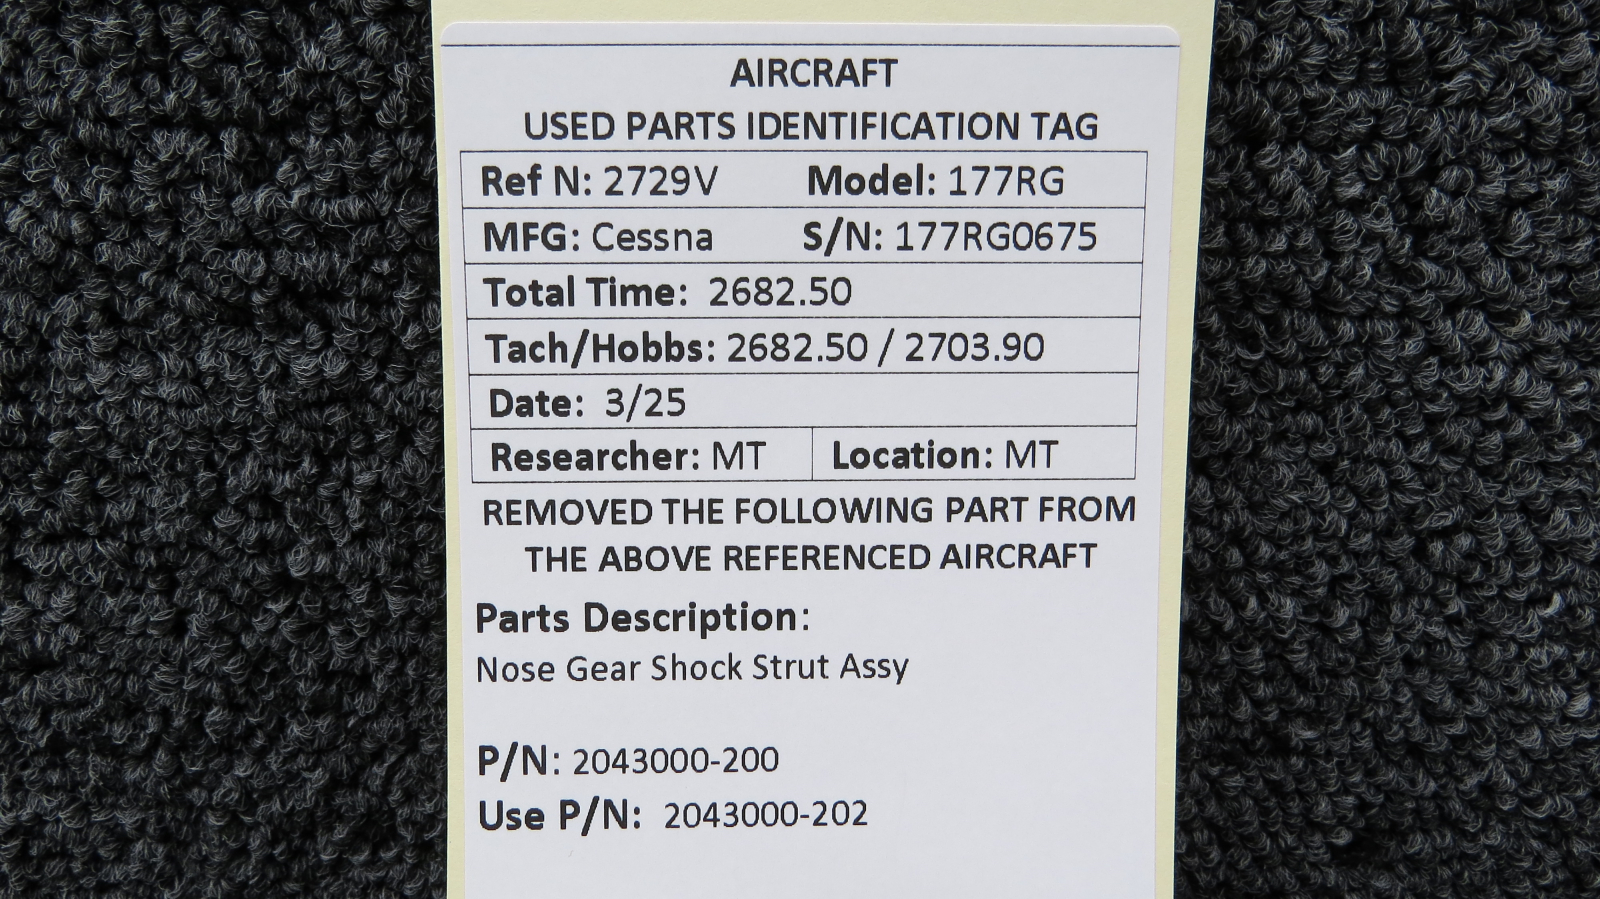 AIRCRAFT
USED PARTS IDENTIFICATION TAG
Ref N: 2729V Model: 177RG
MFG: Cessna S/N: 177RG0675
Total Time: 2682.50
Tach/Hobbs: 2682.50 / 2703.90
Date: 3/25
Researcher: MT Location: MT
REMOVED THE FOLLOWING PART FROM
THE ABOVE REFERENCED AIRCRAFT
Parts Description:
Nose Gear Shock Strut Assy
P/N: 2043000-200
Use P/N: 2043000-202